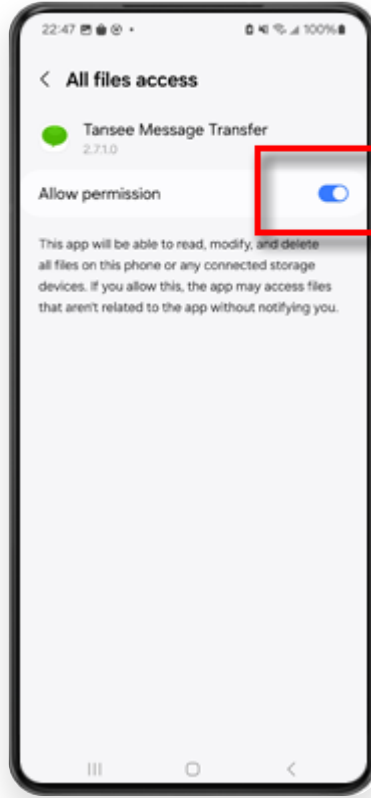 22:47 100%
All files access
Tansee Message Transfer
2.7.1.0
Allow permission
This app will be able to read, modify, and delete
all files on this phone or any connected storage
devices. If you allow this, the app may access files
that aren't related to the app without notifying you.